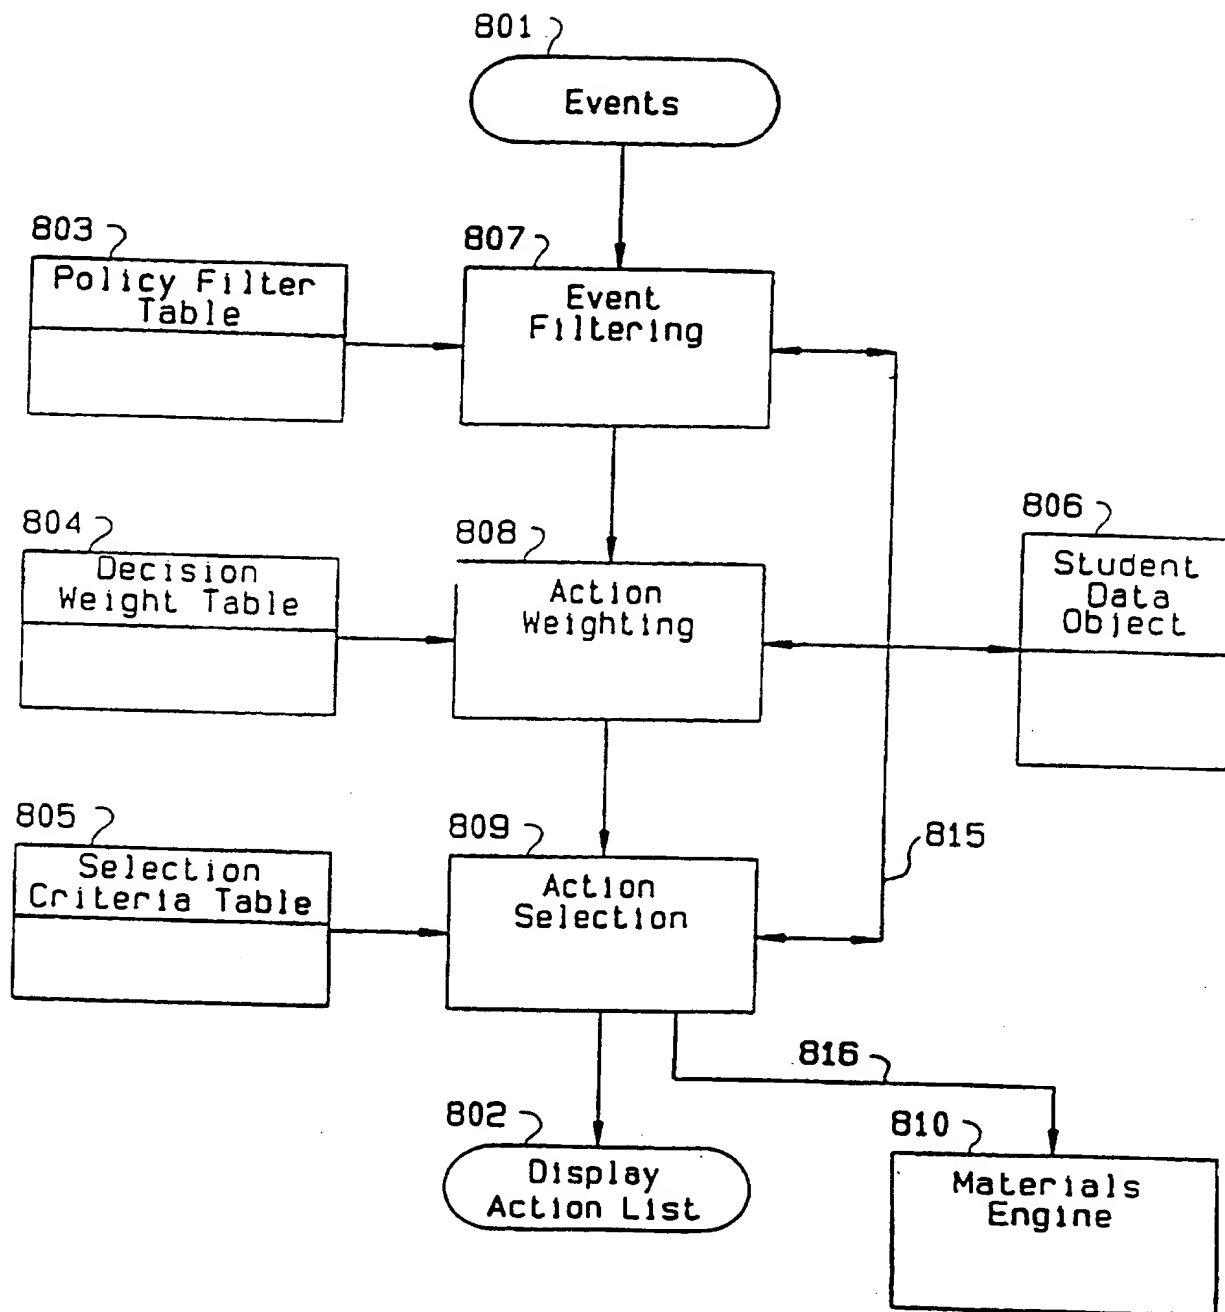 801
Events
803
Policy Filter
Table
807
Event
Filtering
804
Decision
Weight Table
808
Action
Weighting
806
Student
Data
Object
805
Selection
Criteria Table
809
Action
Selection
815
816
802
Display
Action List
810
Materials
Engine